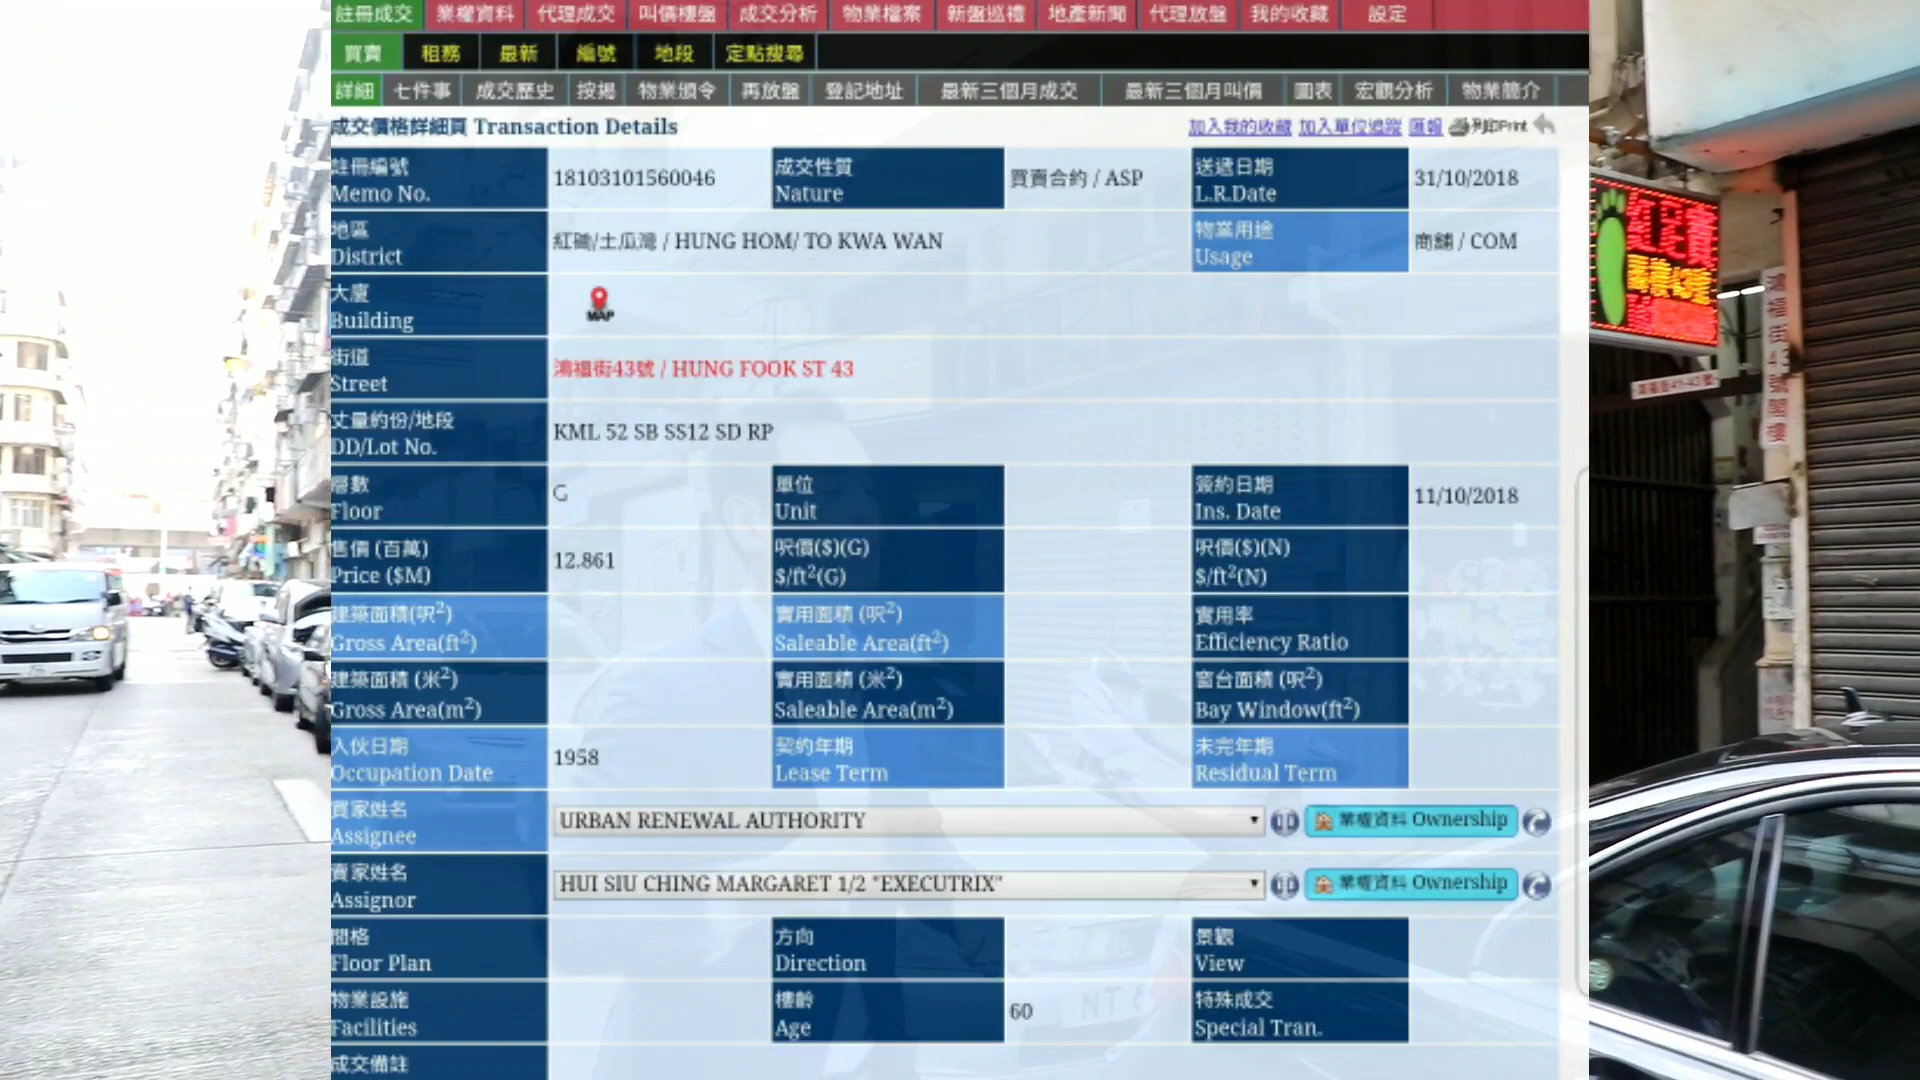 註冊成交 業權資料 代理成交 叫價樓盤 成交分析 物業檔案 新盤巡禮 地產新聞 代理放盤 我的收藏 設定
買賣 租務 最新 編號 地段 定點搜尋
詳細 七件事 成交歷史 按揭 物業頒令 再放盤 登記地址 最新三個月成交 最新三個月叫價 圖表 宏觀分析 物業簡介
成交價格詳細頁 Transaction Details 加入我的收藏 加入單位追蹤 匯報 列印Print
註冊編號 成交性質 送遞日期
Memo No. 18103101560046 Nature 買賣合約 / ASP L.R.Date 31/10/2018
地區 物業用途
District 紅磡/土瓜灣 / HUNG HOM/ TO KWA WAN Usage 商舖 / COM
大廈
Building MAP
街道
Street 鴻福街43號 / HUNG FOOK ST 43
丈量約份/地段
DD/Lot No. KML 52 SB SS12 SD RP
層數 單位 簽約日期
Floor G Unit Ins. Date 11/10/2018
售價 (百萬) 呎價($)(G) 呎價($)(N)
Price ($M) 12.861 $/ft²(G) $/ft²(N)
建築面積(呎²) 實用面積 (呎²) 實用率
Gross Area(ft²) Saleable Area(ft²) Efficiency Ratio
建築面積 (米²) 實用面積 (米²) 窗台面積 (呎²)
Gross Area(m²) Saleable Area(m²) Bay Window(ft²)
入伙日期 契約年期 未完年期
Occupation Date 1958 Lease Term Residual Term
買家姓名
Assignee URBAN RENEWAL AUTHORITY 業權資料 Ownership
賣家姓名
Assignor HUI SIU CHING MARGARET 1/2 "EXECUTRIX" 業權資料 Ownership
間格 方向 景觀
Floor Plan Direction View
物業設施 樓齡 特殊成交
Facilities Age 60 Special Tran.
成交備註
鴻福街43號閣樓
鴻福街41-43號